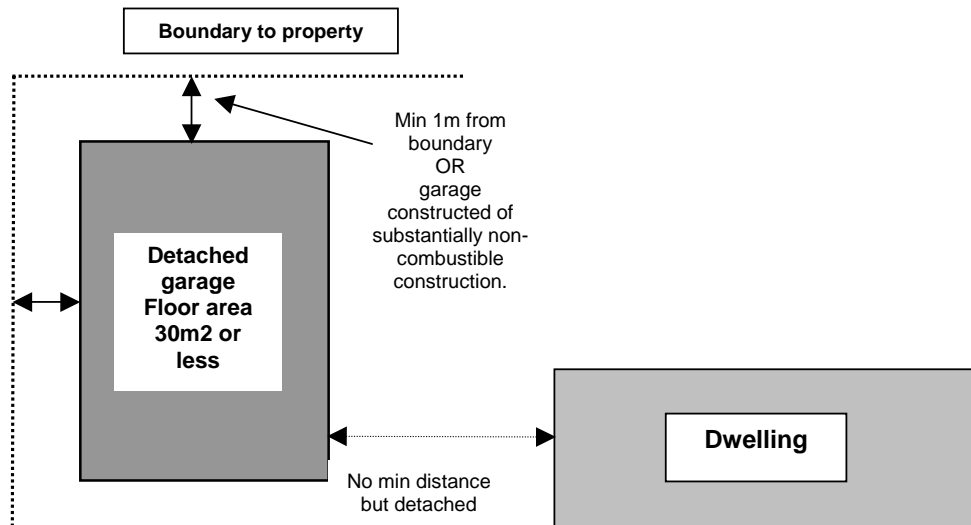 Boundary to property
Min 1m from
boundary
OR
garage
constructed of
substantially non-
combustible
construction.
Detached
garage
Floor area
30m2 or
less
Dwelling
No min distance
but detached